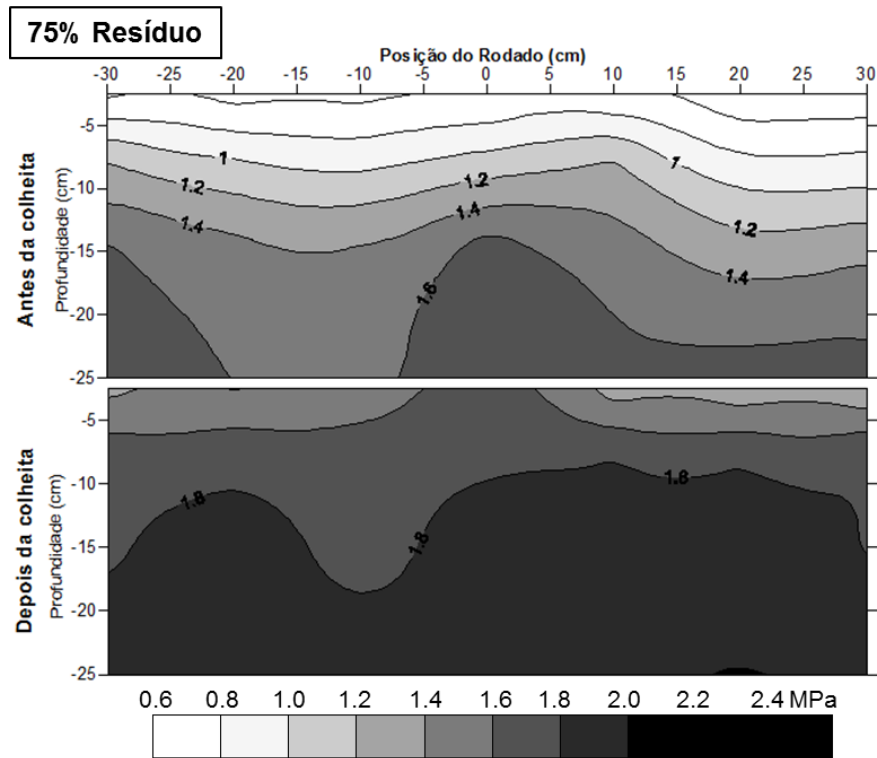 75% Resíduo
Posição do Rodado (cm)
-30 -20 -15 -10 -5 0 5 10 15 20 30
Antes da colheita
Profundidade (cm)
-5
-10
-15
-20
-25
1
1
1.2
1.2
1.2
1.4
1.4
1.4
1.6
Depois da colheita
Profundidade (cm)
-5
-10
-15
-20
-25
1.8
1.8
1.8
0.6 0.8 1.0 1.2 1.4 1.6 1.8 2.0 2.2 2.4 MPa